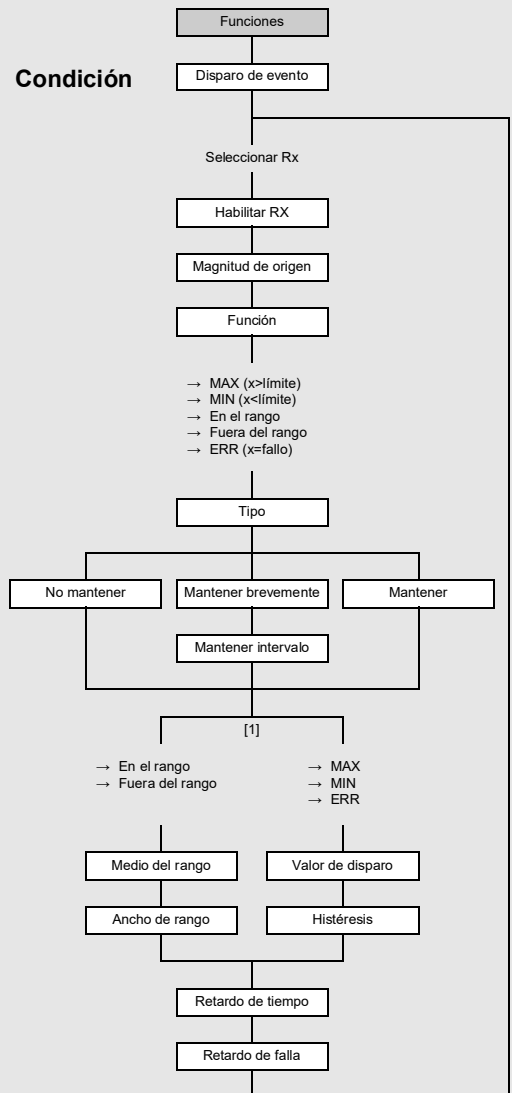 Funciones
Condición
Disparo de evento
Seleccionar Rx
Habilitar RX
Magnitud de origen
Función
→ MAX (x>límite)
→ MIN (x<límite)
→ En el rango
→ Fuera del rango
→ ERR (x=fallo)
Tipo
No mantener
Mantener brevemente
Mantener
Mantener intervalo
[1]
→ En el rango
→ Fuera del rango
→ MAX
→ MIN
→ ERR
Medio del rango
Valor de disparo
Ancho de rango
Histéresis
Retardo de tiempo
Retardo de falla